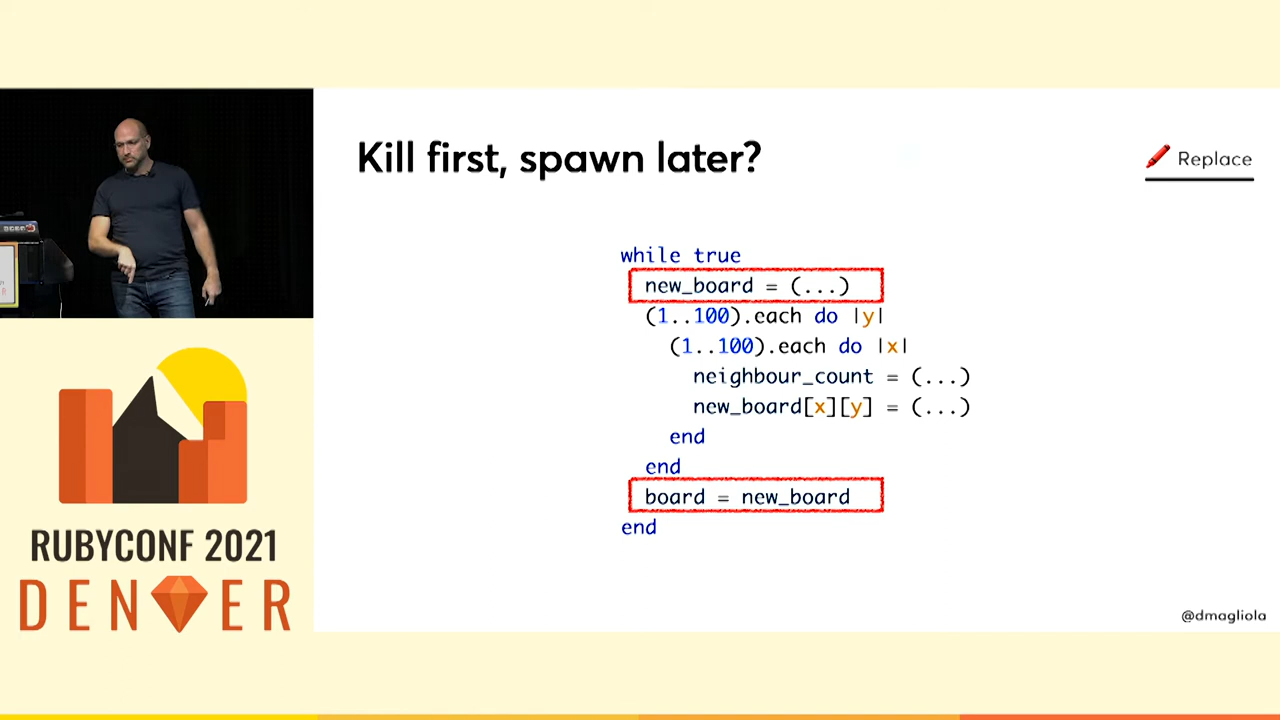 Kill first, spawn later?
Replace
while true
new_board = (...)
(1..100).each do |y|
(1..100).each do |x|
neighbour_count = (...)
new_board[x][y] = (...)
end
end
board = new_board
end
RUBYCONF 2021
DENVER
@dmagliola